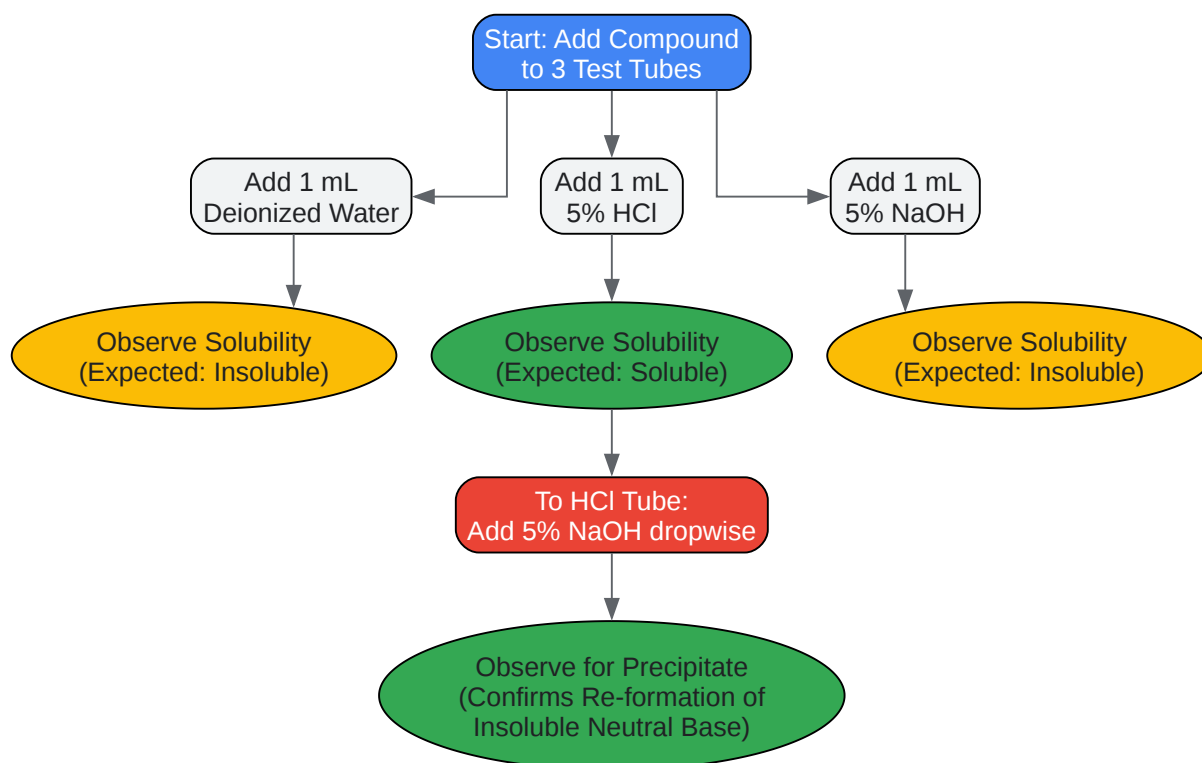 Start: Add Compound
to 3 Test Tubes
Add 1 mL
Deionized Water
Add 1 mL
5% HCl
Add 1 mL
5% NaOH
Observe Solubility
(Expected: Insoluble)
Observe Solubility
(Expected: Soluble)
Observe Solubility
(Expected: Insoluble)
To HCl Tube:
Add 5% NaOH dropwise
Observe for Precipitate
(Confirms Re-formation of
Insoluble Neutral Base)